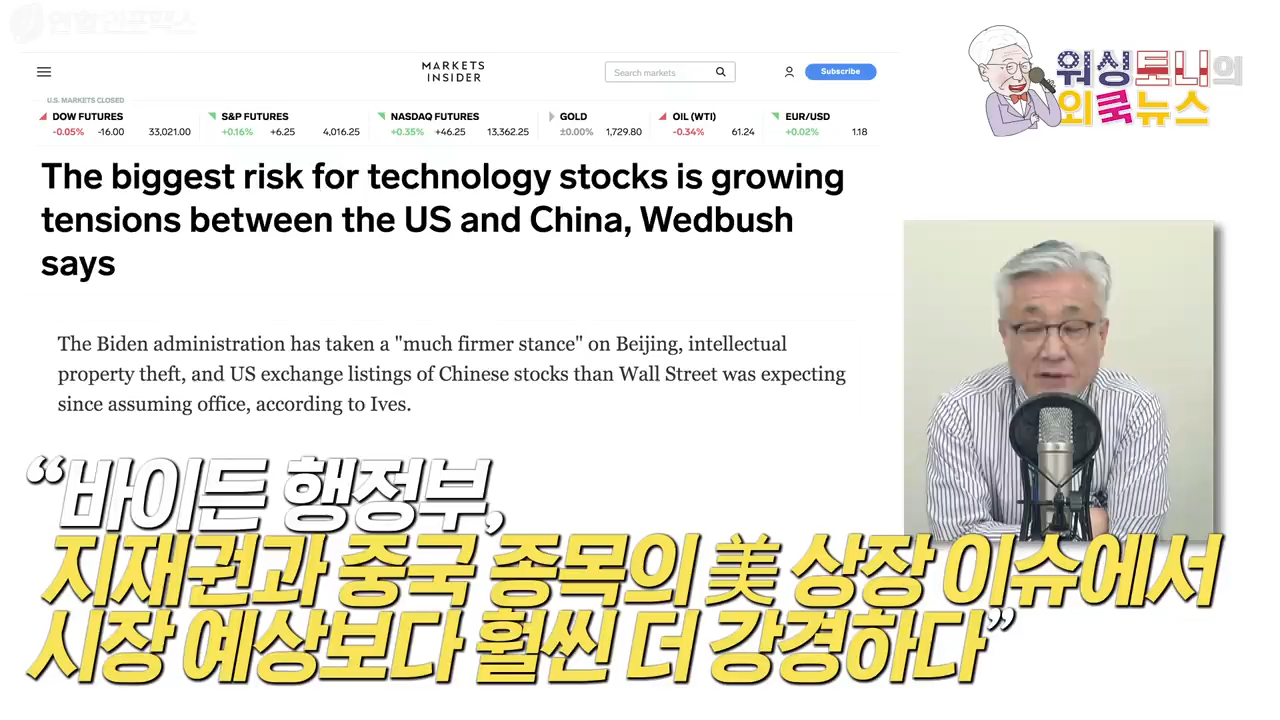 연합인포맥스
MARKETS
INSIDER
Search markets
Subscribe
U.S. MARKETS CLOSED
DOW FUTURES
-0.05% -16.00 33,021.00
S&P FUTURES
+0.16% +6.25 4,016.25
NASDAQ FUTURES
+0.35% +46.25 13,362.25
GOLD
±0.00% 1,729.80
OIL (WTI)
-0.34% 61.24
EUR/USD
+0.02% 1.18
워싱토니의
외쿡뉴스
The biggest risk for technology stocks is growing
tensions between the US and China, Wedbush
says
The Biden administration has taken a "much firmer stance" on Beijing, intellectual
property theft, and US exchange listings of Chinese stocks than Wall Street was expecting
since assuming office, according to Ives.
“바이든 행정부,
지재권과 중국 종목의 美 상장 이슈에서
시장 예상보다 훨씬 더 강경하다”